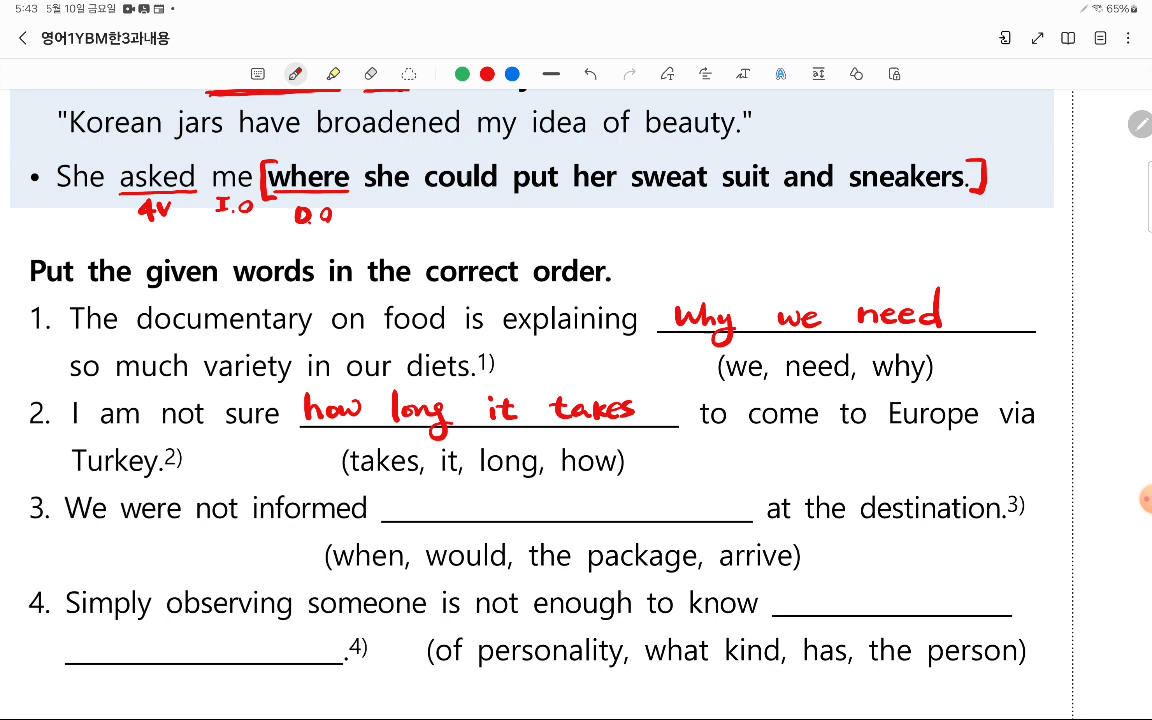 5:43 5월 10일 금요일 65%
영어1YBM한3과내용
"Korean jars have broadened my idea of beauty."
• She asked me [where she could put her sweat suit and sneakers.]
4V I.O D.O
Put the given words in the correct order.
1. The documentary on food is explaining why we need
so much variety in our diets.1) (we, need, why)
2. I am not sure how long it takes to come to Europe via
Turkey.2) (takes, it, long, how)
3. We were not informed ____________ at the destination.3)
(when, would, the package, arrive)
4. Simply observing someone is not enough to know ____________
____________.4) (of personality, what kind, has, the person)